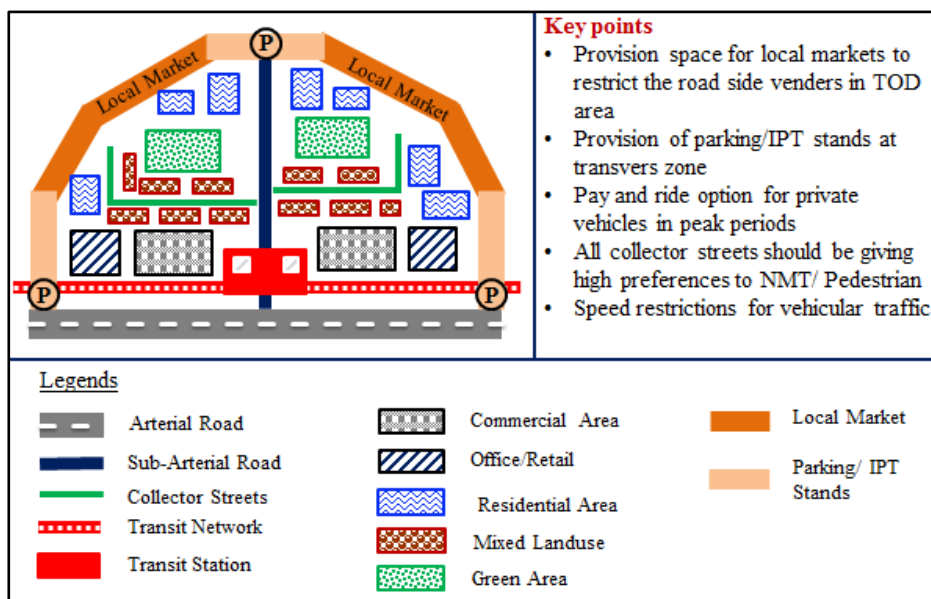 P
Local Market
Local Market
P
P
Key points
• Provision space for local markets to
restrict the road side venders in TOD
area
• Provision of parking/IPT stands at
transvers zone
• Pay and ride option for private
vehicles in peak periods
• All collector streets should be giving
high preferences to NMT/ Pedestrian
• Speed restrictions for vehicular traffic
Legends
Arterial Road
Sub-Arterial Road
Collector Streets
Transit Network
Transit Station
Commercial Area
Office/Retail
Residential Area
Mixed Landuse
Green Area
Local Market
Parking/ IPT
Stands